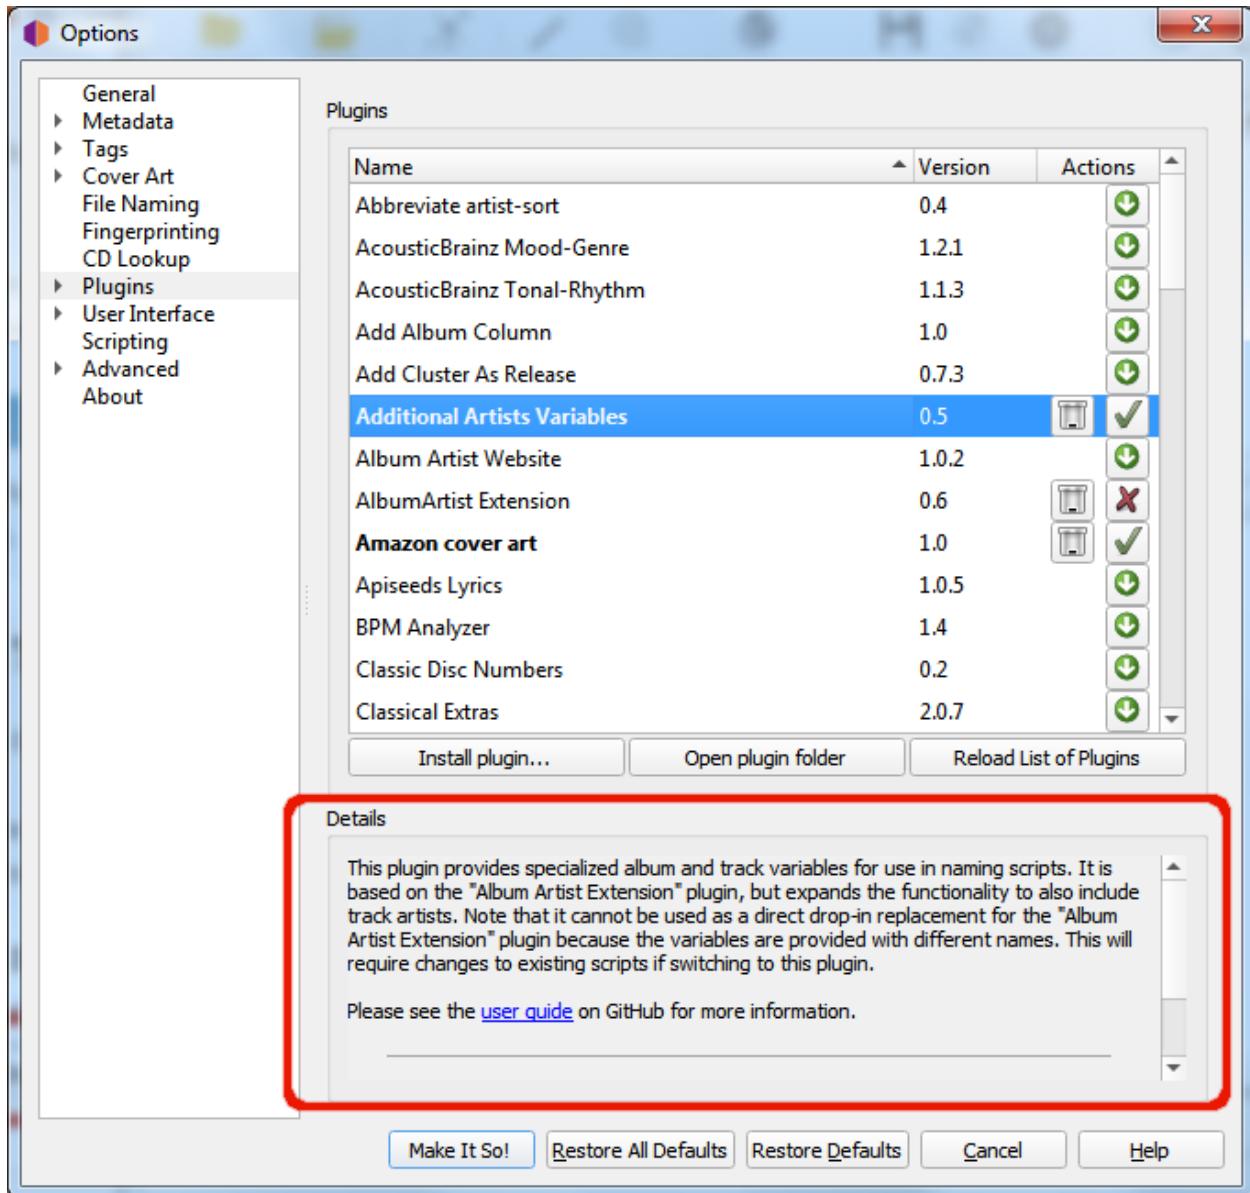 Options
General
Metadata
Tags
Cover Art
File Naming
Fingerprinting
CD Lookup
Plugins
User Interface
Scripting
Advanced
About
Plugins
Name Version Actions
Abbreviate artist-sort 0.4
AcousticBrainz Mood-Genre 1.2.1
AcousticBrainz Tonal-Rhythm 1.1.3
Add Album Column 1.0
Add Cluster As Release 0.7.3
Additional Artists Variables 0.5
Album Artist Website 1.0.2
AlbumArtist Extension 0.6
Amazon cover art 1.0
Apiseeds Lyrics 1.0.5
BPM Analyzer 1.4
Classic Disc Numbers 0.2
Classical Extras 2.0.7
Install plugin... Open plugin folder Reload List of Plugins
Details
This plugin provides specialized album and track variables for use in naming scripts. It is
based on the "Album Artist Extension" plugin, but expands the functionality to also include
track artists. Note that it cannot be used as a direct drop-in replacement for the "Album
Artist Extension" plugin because the variables are provided with different names. This will
require changes to existing scripts if switching to this plugin.
Please see the user guide on GitHub for more information.
Make It So! Restore All Defaults Restore Defaults Cancel Help